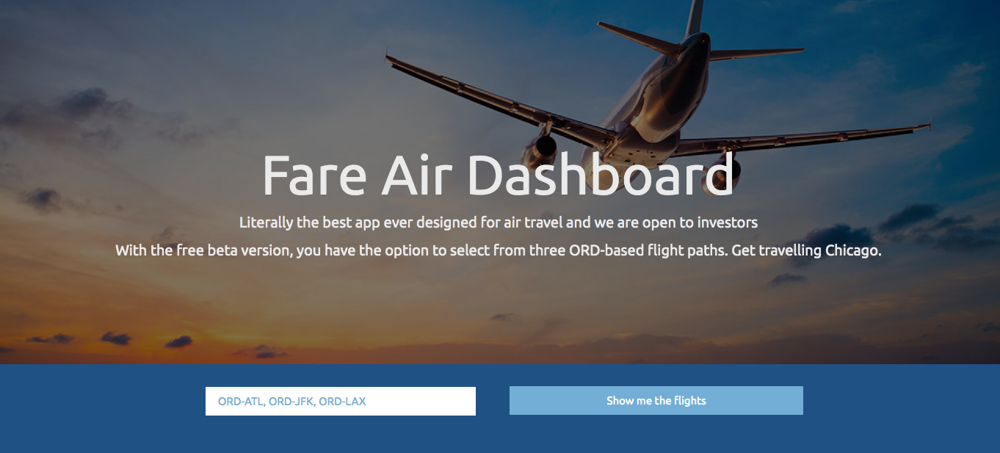 Fare Air Dashboard
Literally the best app ever designed for air travel and we are open to investors
With the free beta version, you have the option to select from three ORD-based flight paths. Get travelling Chicago.
ORD-ATL, ORD-JFK, ORD-LAX
Show me the flights